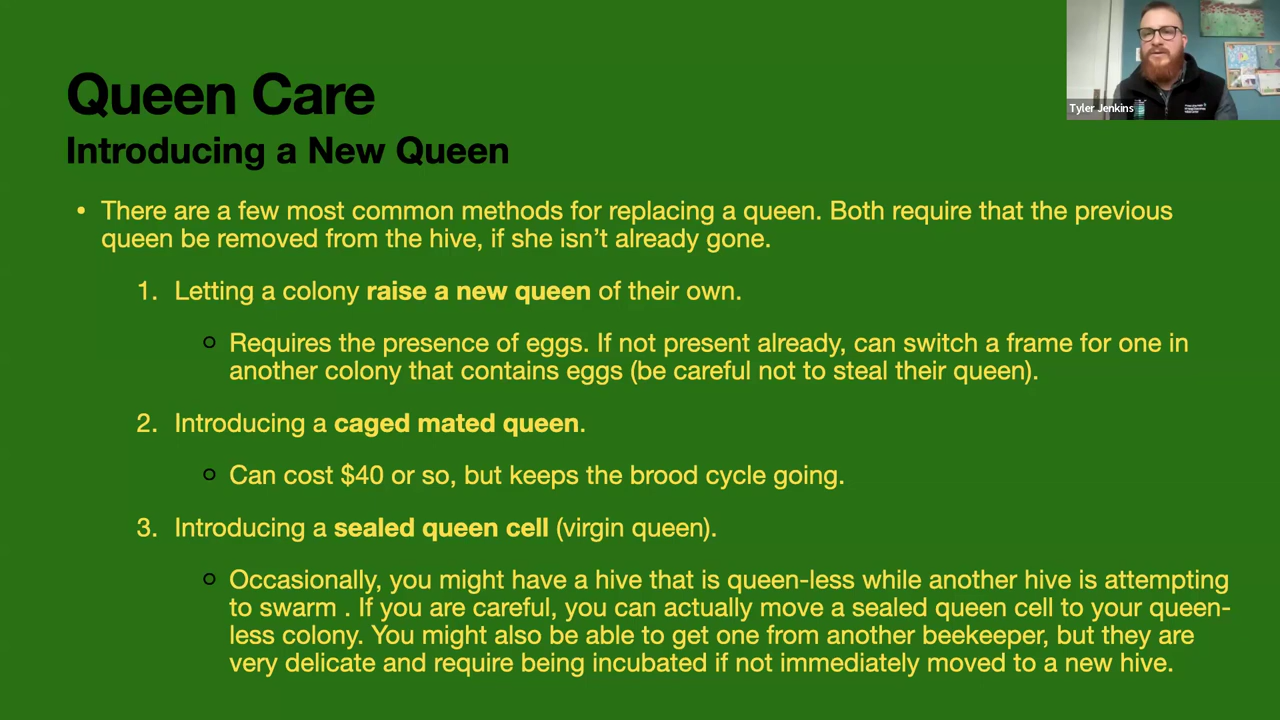 Queen Care
Introducing a New Queen
Tyler Jenkins
• There are a few most common methods for replacing a queen. Both require that the previous
queen be removed from the hive, if she isn’t already gone.
1. Letting a colony raise a new queen of their own.
Requires the presence of eggs. If not present already, can switch a frame for one in
another colony that contains eggs (be careful not to steal their queen).
2. Introducing a caged mated queen.
Can cost $40 or so, but keeps the brood cycle going.
3. Introducing a sealed queen cell (virgin queen).
Occasionally, you might have a hive that is queen-less while another hive is attempting
to swarm . If you are careful, you can actually move a sealed queen cell to your queen-
less colony. You might also be able to get one from another beekeeper, but they are
very delicate and require being incubated if not immediately moved to a new hive.